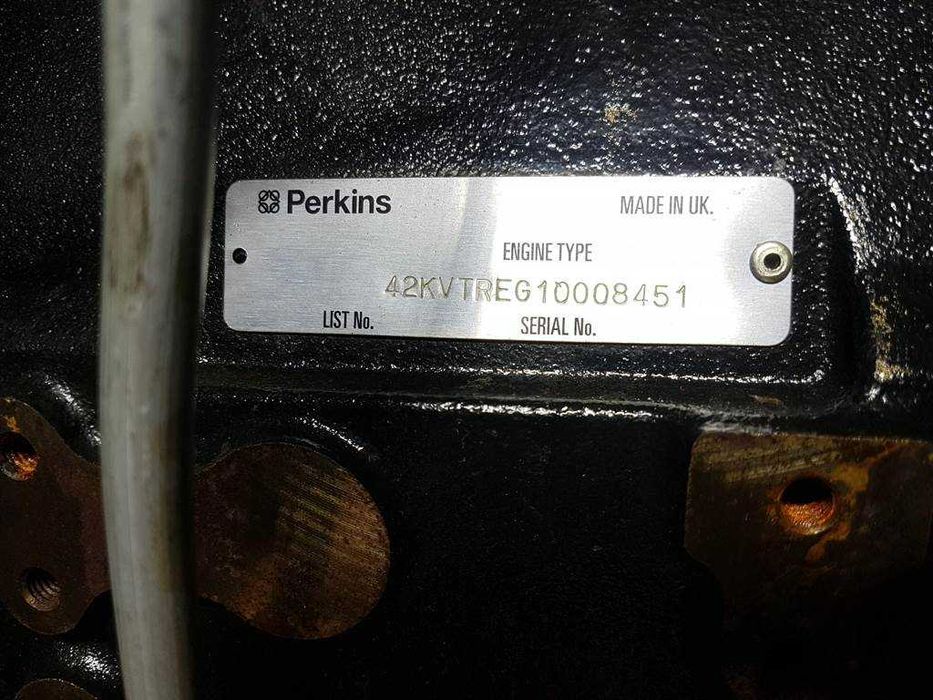 Perkins MADE IN UK.
ENGINE TYPE
42KVTREG10008451
LIST No. SERIAL No.